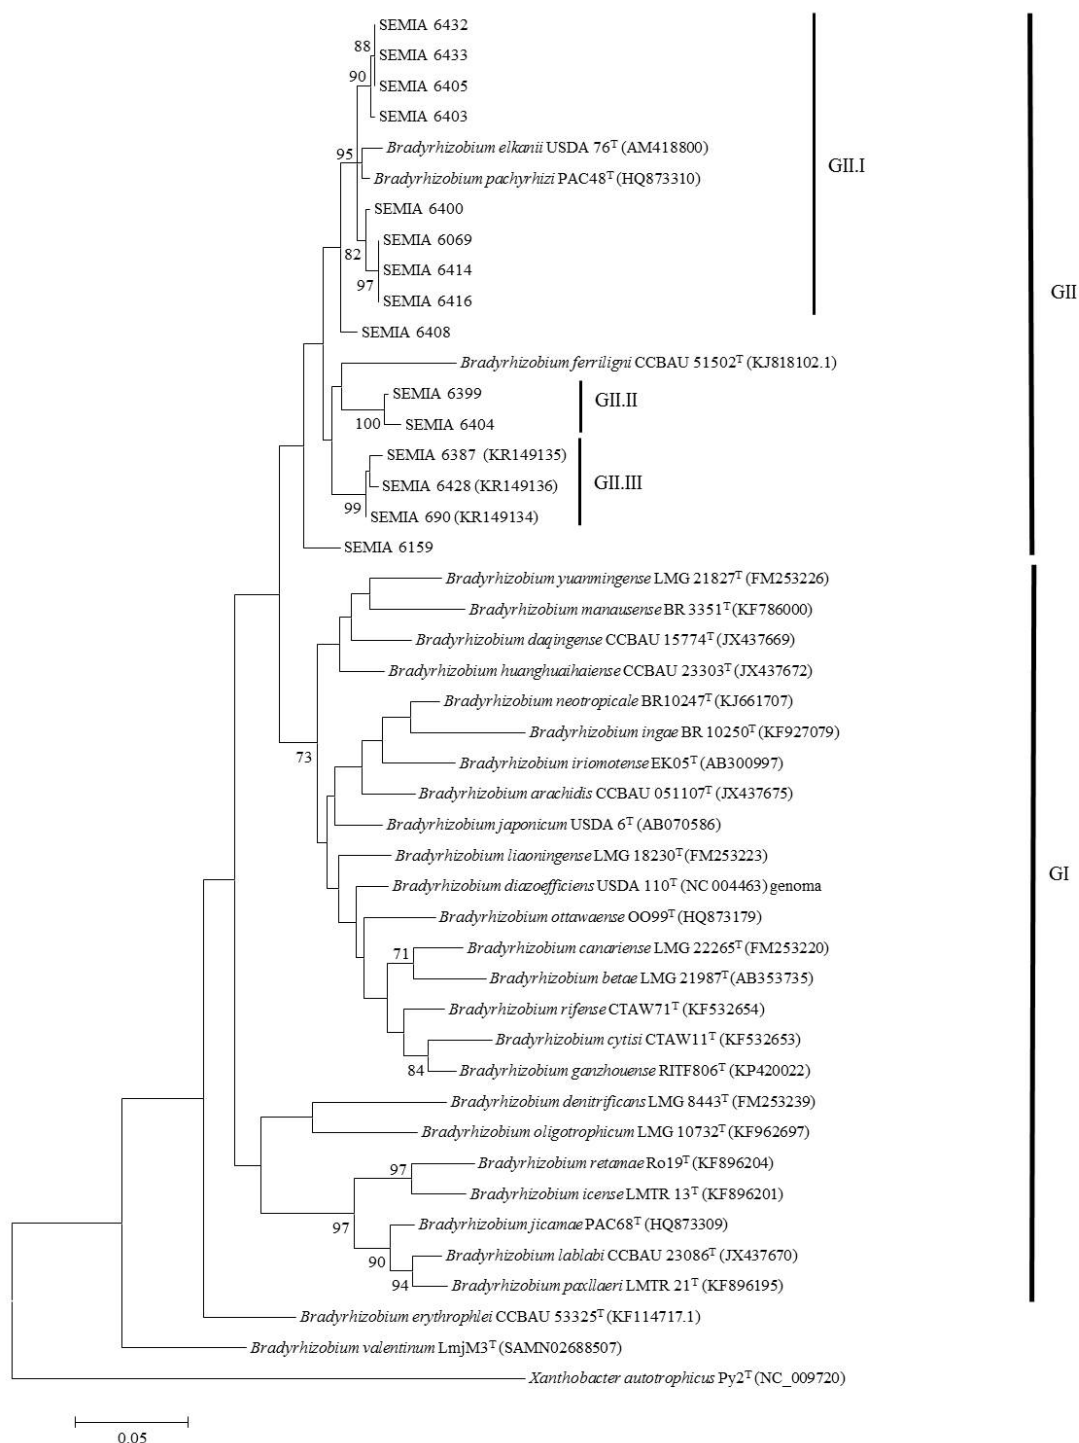 SEMIA 6432
88
SEMIA 6433
90
SEMIA 6405
SEMIA 6403
95
Bradyrhizobium elkanii USDA 76T (AM418800)
GII.I
Bradyrhizobium pachyrhizi PAC48T (HQ873310)
SEMIA 6400
SEMIA 6069
82
SEMIA 6414
97
GII
SEMIA 6416
SEMIA 6408
Bradyrhizobium ferriligni CCBAU 51502T (KJ818102.1)
SEMIA 6399
GII.II
100
SEMIA 6404
SEMIA 6387 (KR149135)
SEMIA 6428 (KR149136)
GII.III
99
SEMIA 690 (KR149134)
SEMIA 6159
Bradyrhizobium yuanmingense LMG 21827T (FM253226)
Bradyrhizobium manausense BR 3351T (KF786000)
Bradyrhizobium daqingense CCBAU 15774T (JX437669)
Bradyrhizobium huanghuaihaiense CCBAU 23303T (JX437672)
Bradyrhizobium neotropicale BR10247T (KJ661707)
Bradyrhizobium ingae BR 10250T (KF927079)
73
Bradyrhizobium iriomotense EK05T (AB300997)
Bradyrhizobium arachidis CCBAU 051107T (JX437675)
Bradyrhizobium japonicum USDA 6T (AB070586)
Bradyrhizobium liaoningense LMG 18230T (FM253223)
GI
Bradyrhizobium diazoefficiens USDA 110T (NC 004463) genoma
Bradyrhizobium ottawaense OO99T (HQ873179)
71
Bradyrhizobium canariense LMG 22265T (FM253220)
Bradyrhizobium betae LMG 21987T (AB353735)
Bradyrhizobium rifense CTAW71T (KF532654)
Bradyrhizobium cytisi CTAW11T (KF532653)
84
Bradyrhizobium ganzhouense RITF806T (KP420022)
Bradyrhizobium denitrificans LMG 8443T (FM253239)
Bradyrhizobium oligotrophicum LMG 10732T (KF962697)
97
Bradyrhizobium retamae Ro19T (KF896204)
Bradyrhizobium icense LMTR 13T (KF896201)
97
Bradyrhizobium jicamae PAC68T (HQ873309)
90
Bradyrhizobium lablabi CCBAU 23086T (JX437670)
94
Bradyrhizobium paxllaeri LMTR 21T (KF896195)
Bradyrhizobium erythrophlei CCBAU 53325T (KF114717.1)
Bradyrhizobium valentinum LmjM3T (SAMN02688507)
Xanthobacter autotrophicus Py2T (NC_009720)
0.05